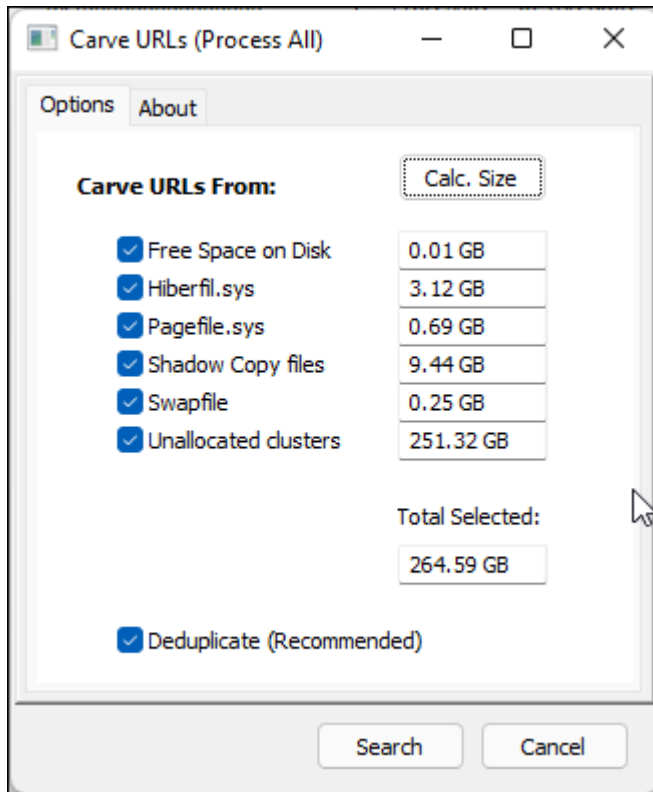 Carve URLs (Process All)
Options
About
Carve URLs From:
Calc. Size
Free Space on Disk
0.01 GB
Hiberfil.sys
3.12 GB
Pagefile.sys
0.69 GB
Shadow Copy files
9.44 GB
Swapfile
0.25 GB
Unallocated clusters
251.32 GB
Total Selected:
264.59 GB
Deduplicate (Recommended)
Search
Cancel